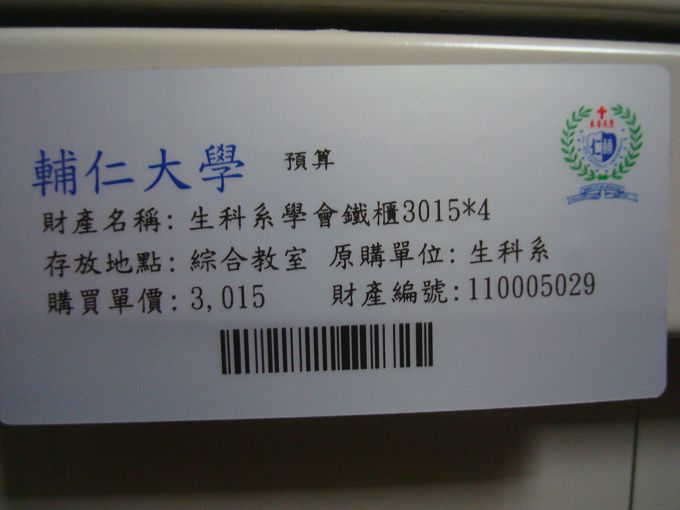 輔仁大學 預算
財產名稱: 生科系學會鐵櫃3015*4
存放地點: 綜合教室 原購單位: 生科系
購買單價: 3,015 財產編號: 110005029